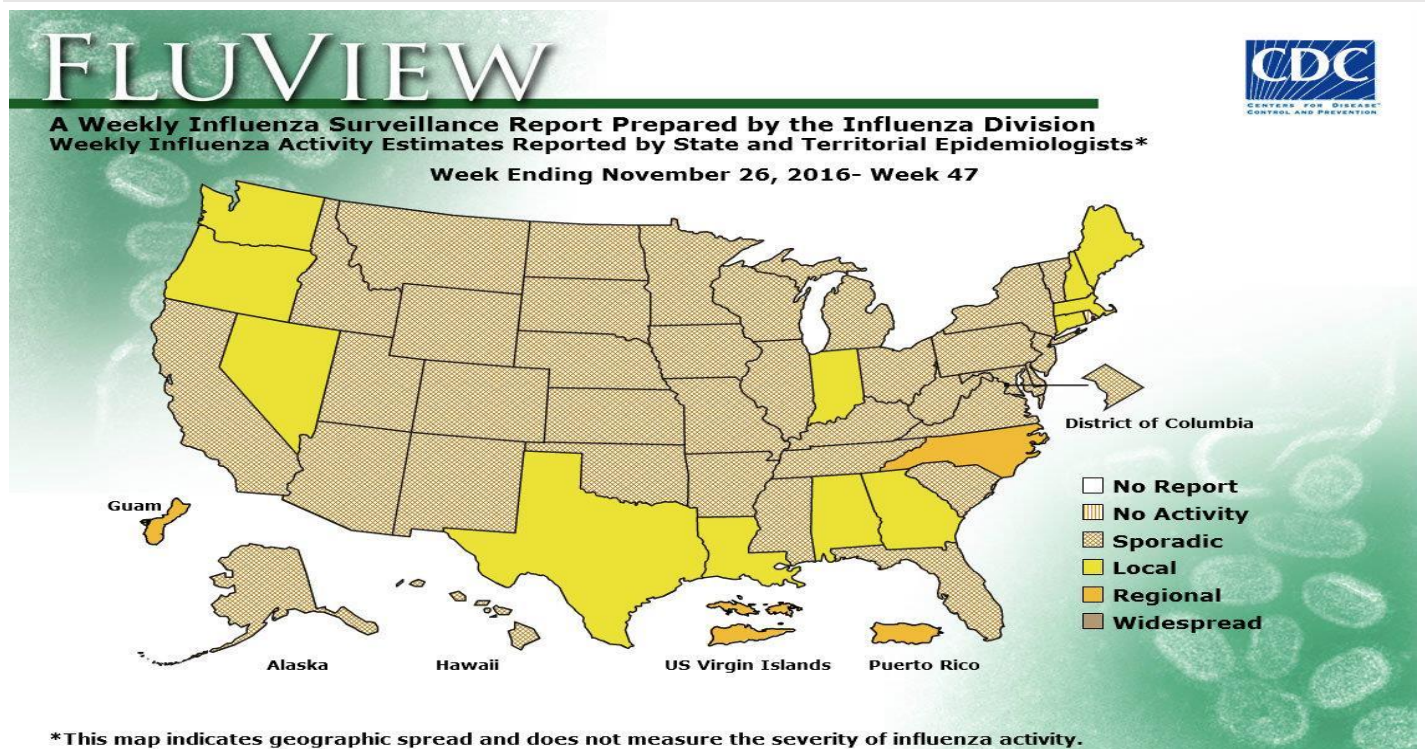 FLUVIEW
CDC
CENTERS FOR DISEASE
CONTROL AND PREVENTION
A Weekly Influenza Surveillance Report Prepared by the Influenza Division
Weekly Influenza Activity Estimates Reported by State and Territorial Epidemiologists*
Week Ending November 26, 2016- Week 47
District of Columbia
Guam
No Report
No Activity
Sporadic
Local
Regional
Widespread
Alaska
Hawaii
US Virgin Islands
Puerto Rico
*This map indicates geographic spread and does not measure the severity of influenza activity.